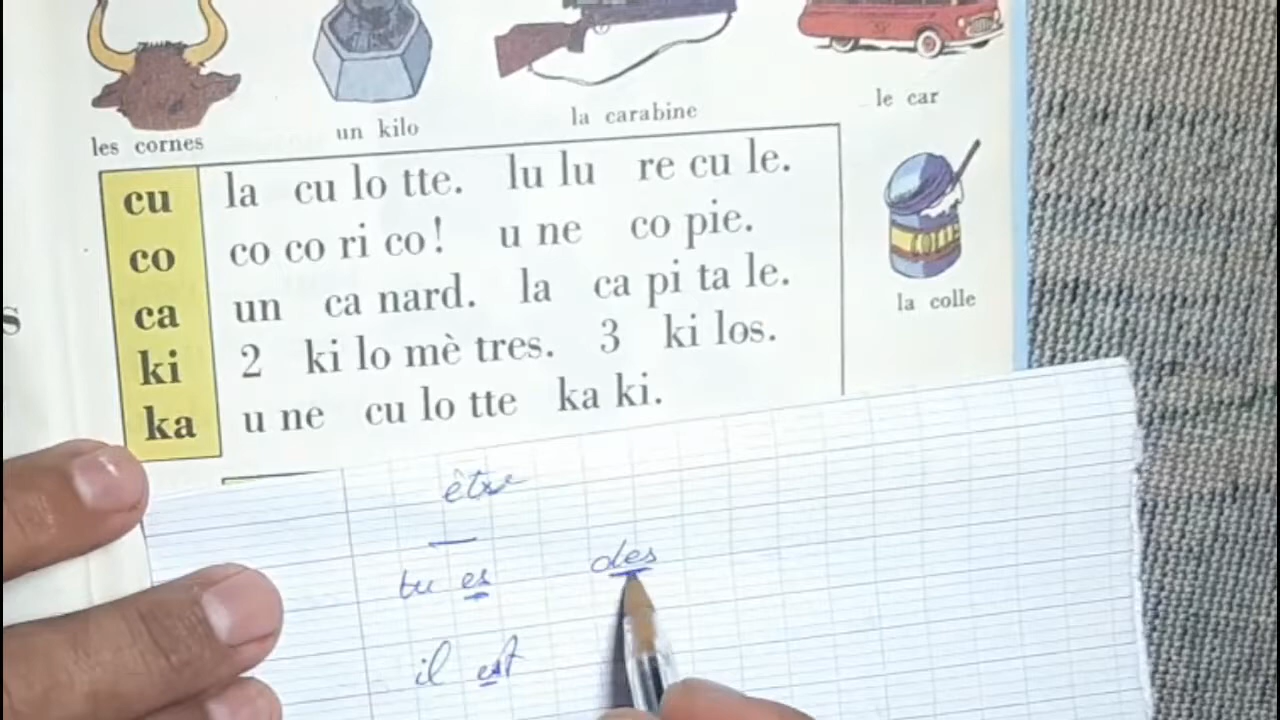 les cornes
un kilo
la carabine
le car
cu la cu lo tte. lu lu re cu le.
co co co ri co! u ne co pie.
ca un ca nard. la ca pi ta le.
ki 2 ki lo mè tres. 3 ki los.
ka u ne cu lo tte ka ki.
COLLE
la colle
s
être
tu es des
il est